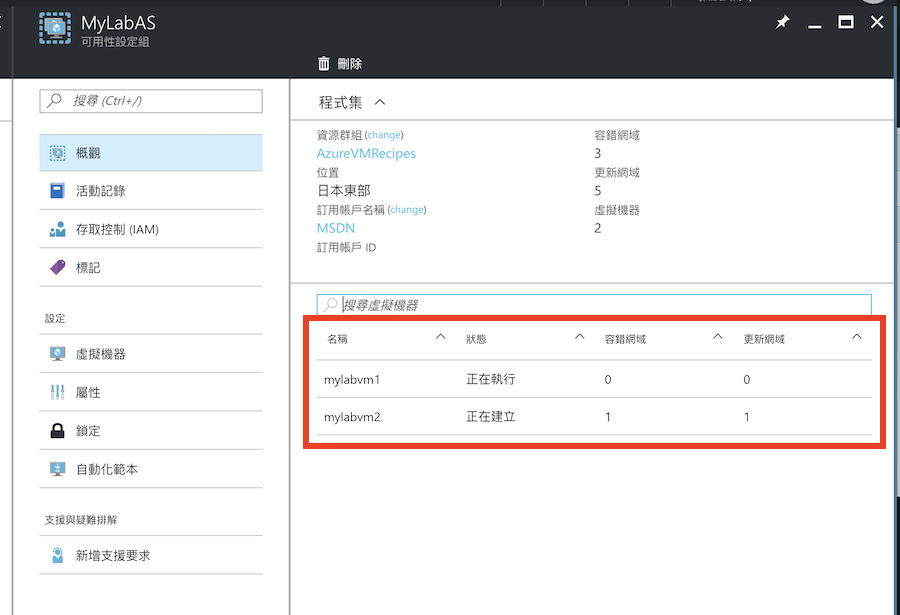 MyLabAS
可用性設定組
刪除
搜尋 (Ctrl+/)
概觀
活動記錄
存取控制 (IAM)
標記
設定
虛擬機器
屬性
鎖定
自動化範本
支援與疑難排解
新增支援要求
程式集
資源群組 (change)
AzureVMRecipes
位置
日本東部
訂用帳戶名稱 (change)
MSDN
訂用帳戶 ID
容錯網域
3
更新網域
5
虛擬機器
2
搜尋虛擬機器
名稱 狀態 容錯網域 更新網域
mylabvm1 正在執行 0 0
mylabvm2 正在建立 1 1